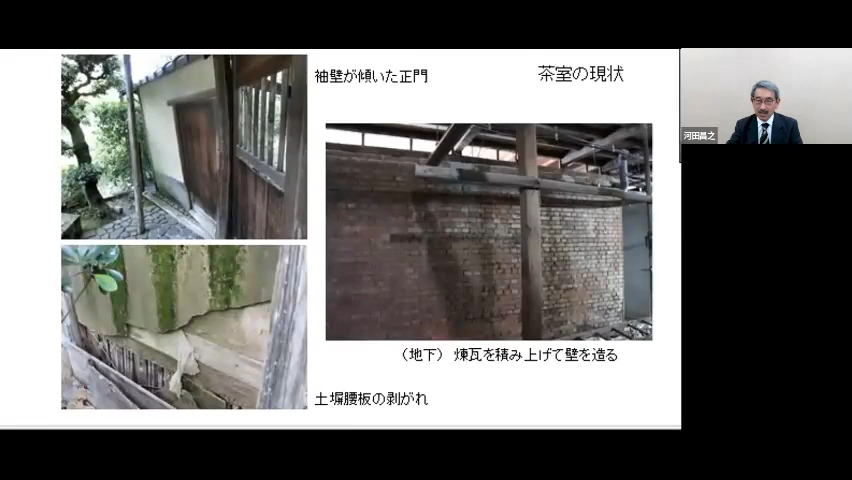 袖壁が傾いた正門
茶室の現状
河田昌之
(地下) 煉瓦を積み上げて壁を造る
土塀腰板の剥がれ